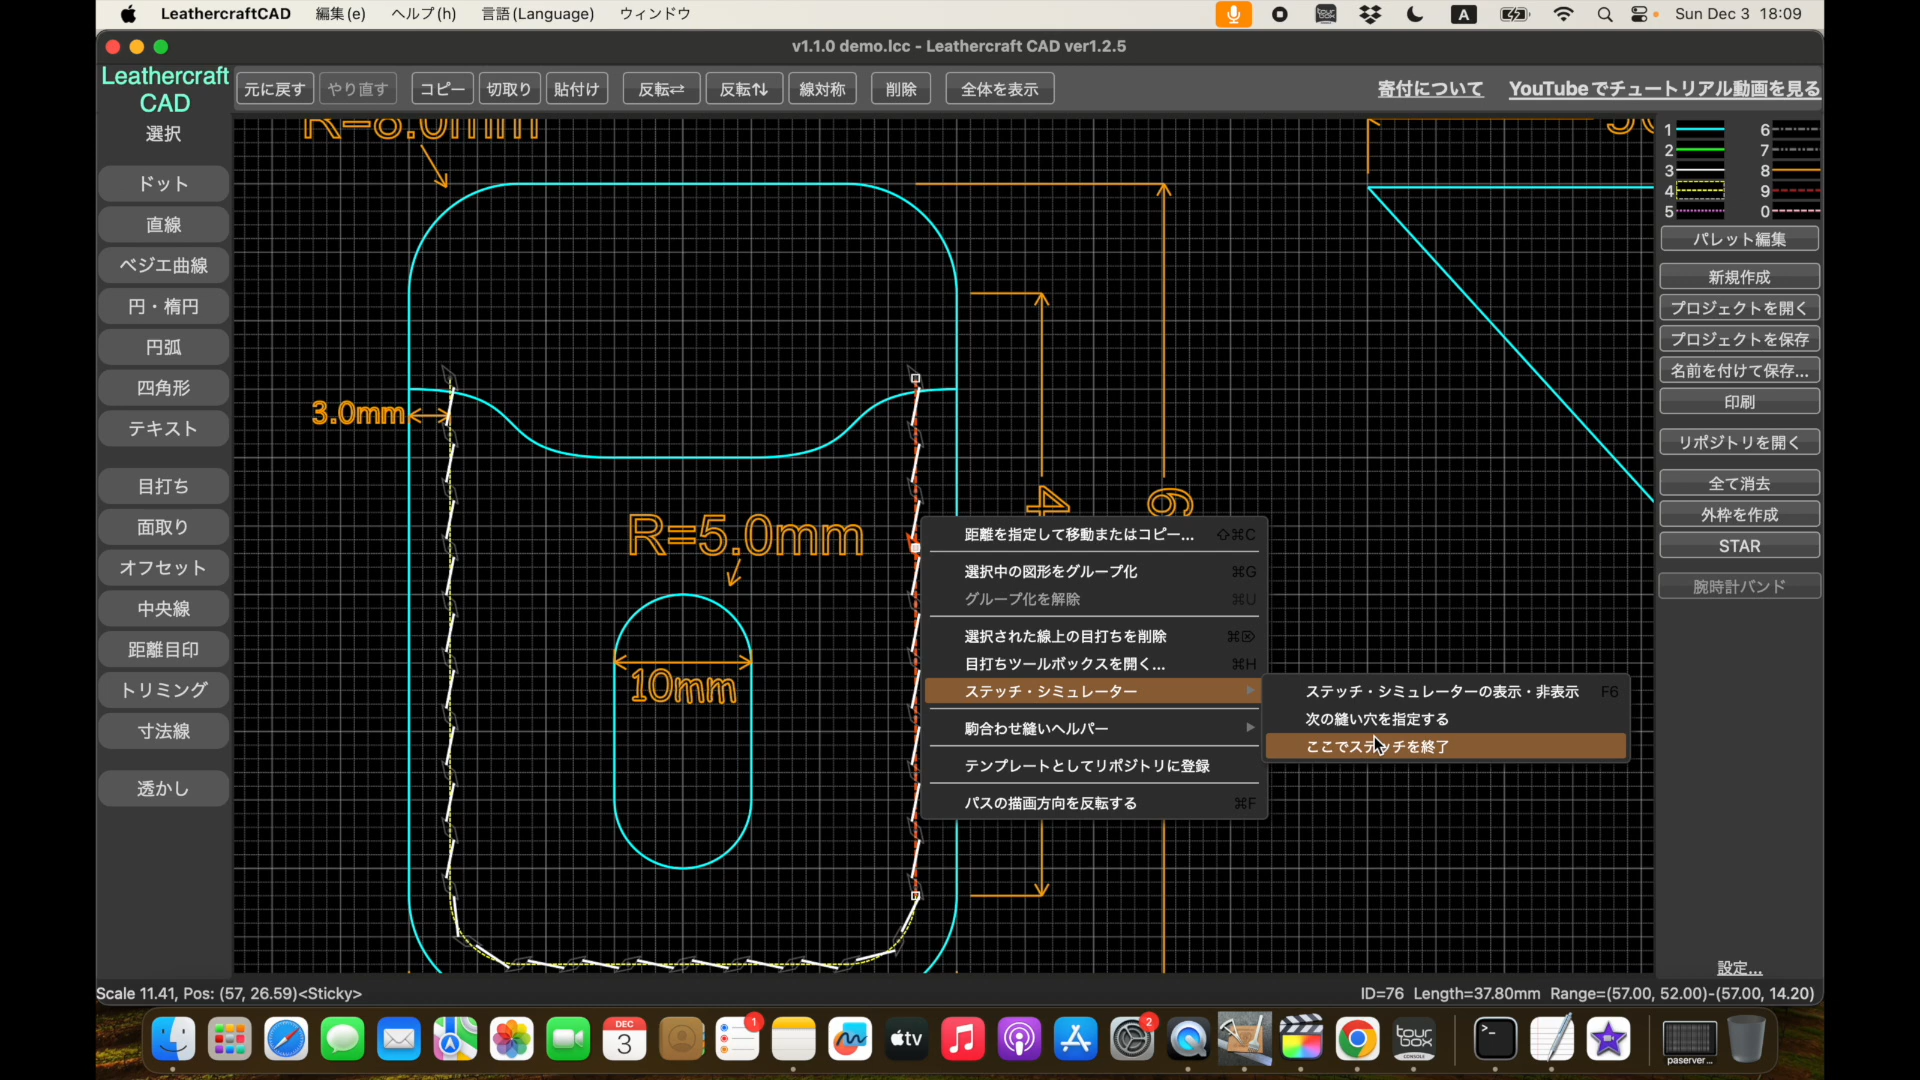 LeathercraftCAD 編集(e) ヘルプ(h) 言語(Language) ウィンドウ
A Sun Dec 3 18:09
v1.1.0 demo.lcc - Leathercraft CAD ver1.2.5
Leathercraft
CAD
元に戻す やり直す コピー 切取り 貼付け 反転⇄ 反転↑↓ 線対称 削除 全体を表示
寄付について YouTubeでチュートリアル動画を見る
選択
ドット
直線
ベジエ曲線
円・楕円
円弧
四角形
テキスト
目打ち
面取り
オフセット
中央線
距離目印
トリミング
寸法線
透かし
R=8.0mm
3.0mm
R=5.0mm
10mm
距離を指定して移動またはコピー... ⇧⌘C
選択中の図形をグループ化 ⌘G
グループ化を解除 ⌘U
選択された線上の目打ちを削除 ⌘⌦
目打ちツールボックスを開く... ⌘H
ステッチ・シミュレーター
駒合わせ縫いヘルパー
テンプレートとしてリポジトリに登録
パスの描画方向を反転する ⌘F
ステッチ・シミュレーターの表示・非表示 F6
次の縫い穴を指定する
ここでステッチを終了
1 6
2 7
3 8
4 9
5 0
パレット編集
新規作成
プロジェクトを開く
プロジェクトを保存
名前を付けて保存...
印刷
リポジトリを開く
全て消去
外枠を作成
STAR
腕時計バンド
設定...
Scale 11.41, Pos: (57, 26.59)<Sticky>
ID=76 Length=37.80mm Range=(57.00, 52.00)-(57.00, 14.20)
DEC
3
1
tv
2
tour
box
CONSOLE
paserver...